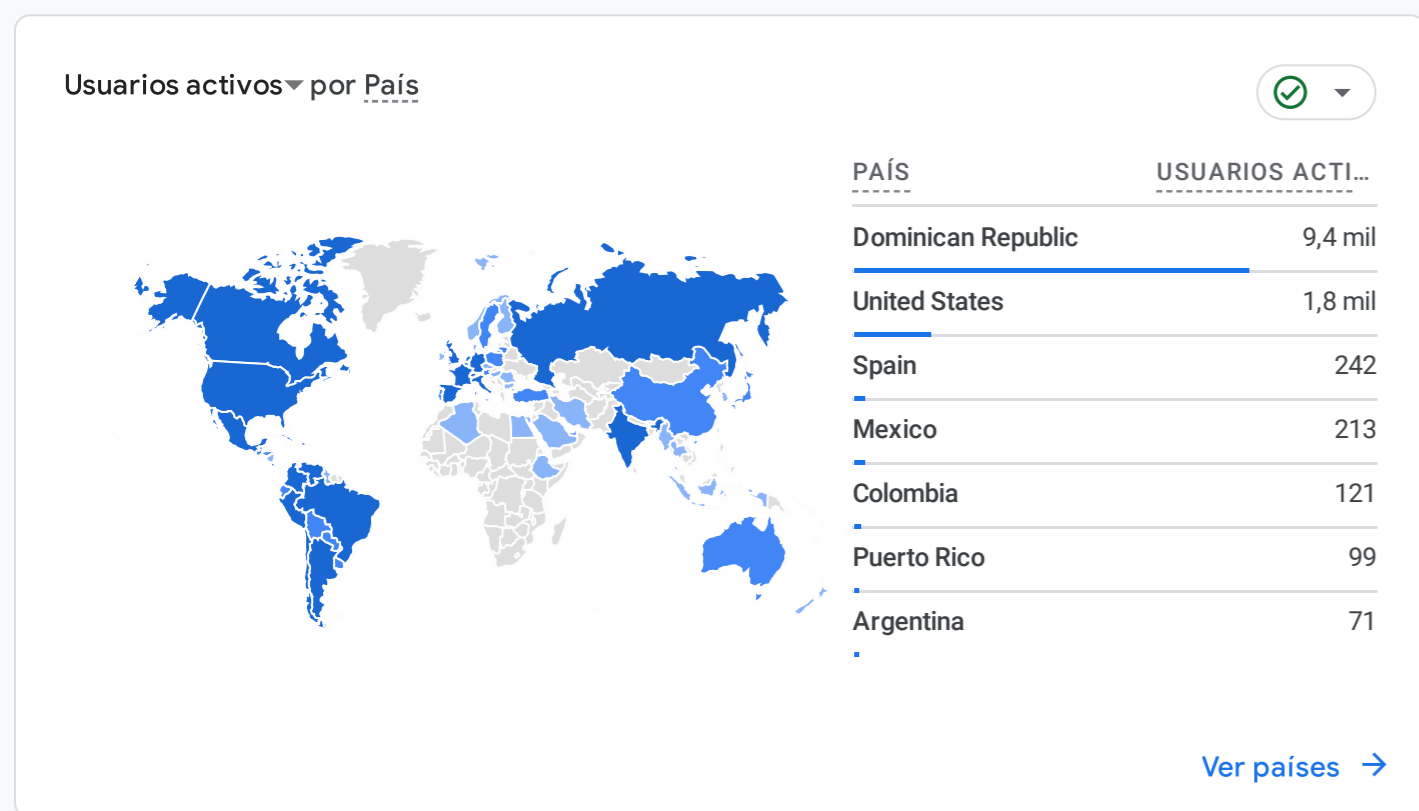 Usuarios activos por País
PAÍS USUARIOS ACTI...
Dominican Republic 9,4 mil
United States 1,8 mil
Spain 242
Mexico 213
Colombia 121
Puerto Rico 99
Argentina 71
Ver países